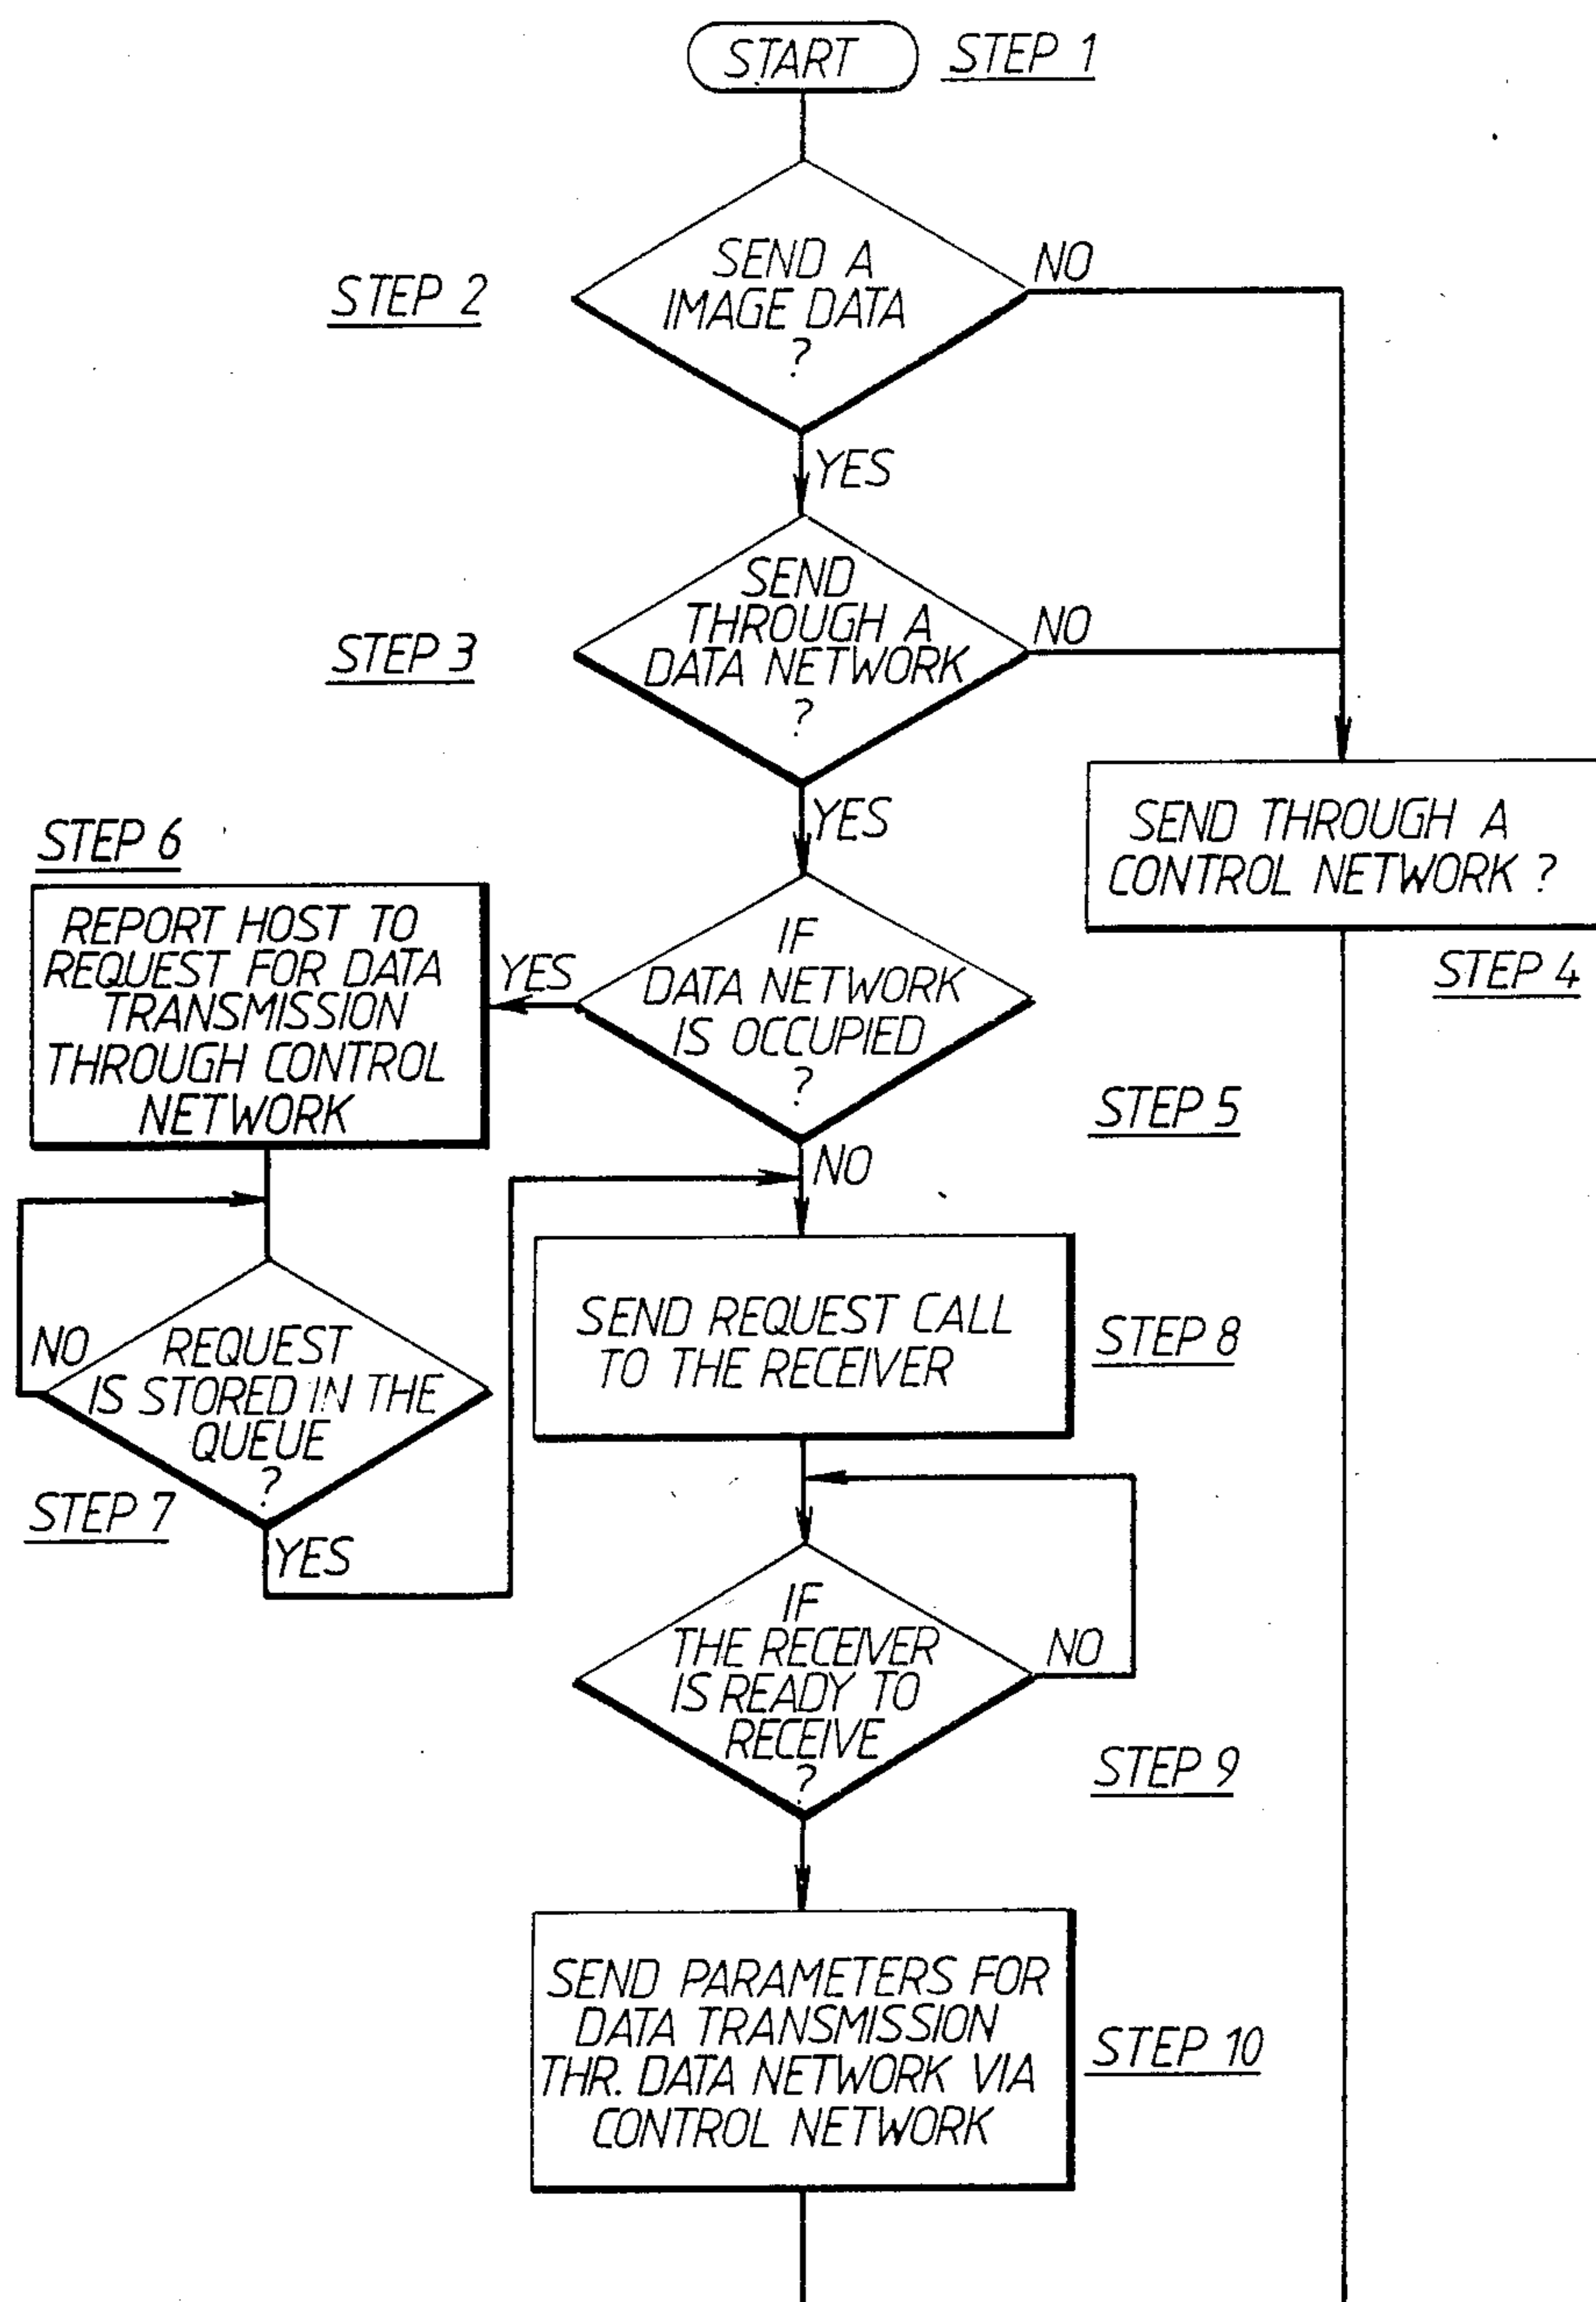 START
STEP 1
SEND A
IMAGE DATA
?
NO
STEP 2
YES
SEND
THROUGH A
DATA NETWORK
?
NO
STEP 3
YES
SEND THROUGH A
CONTROL NETWORK ?
STEP 4
STEP 6
REPORT HOST TO
REQUEST FOR DATA
TRANSMISSION
THROUGH CONTROL
NETWORK
YES
IF
DATA NETWORK
IS OCCUPIED
?
STEP 5
NO
NO
REQUEST
IS STORED IN THE
QUEUE
?
STEP 7
YES
SEND REQUEST CALL
TO THE RECEIVER
STEP 8
IF
THE RECEIVER
IS READY TO
RECEIVE
?
NO
STEP 9
SEND PARAMETERS FOR
DATA TRANSMISSION
THR. DATA NETWORK VIA
CONTROL NETWORK
STEP 10